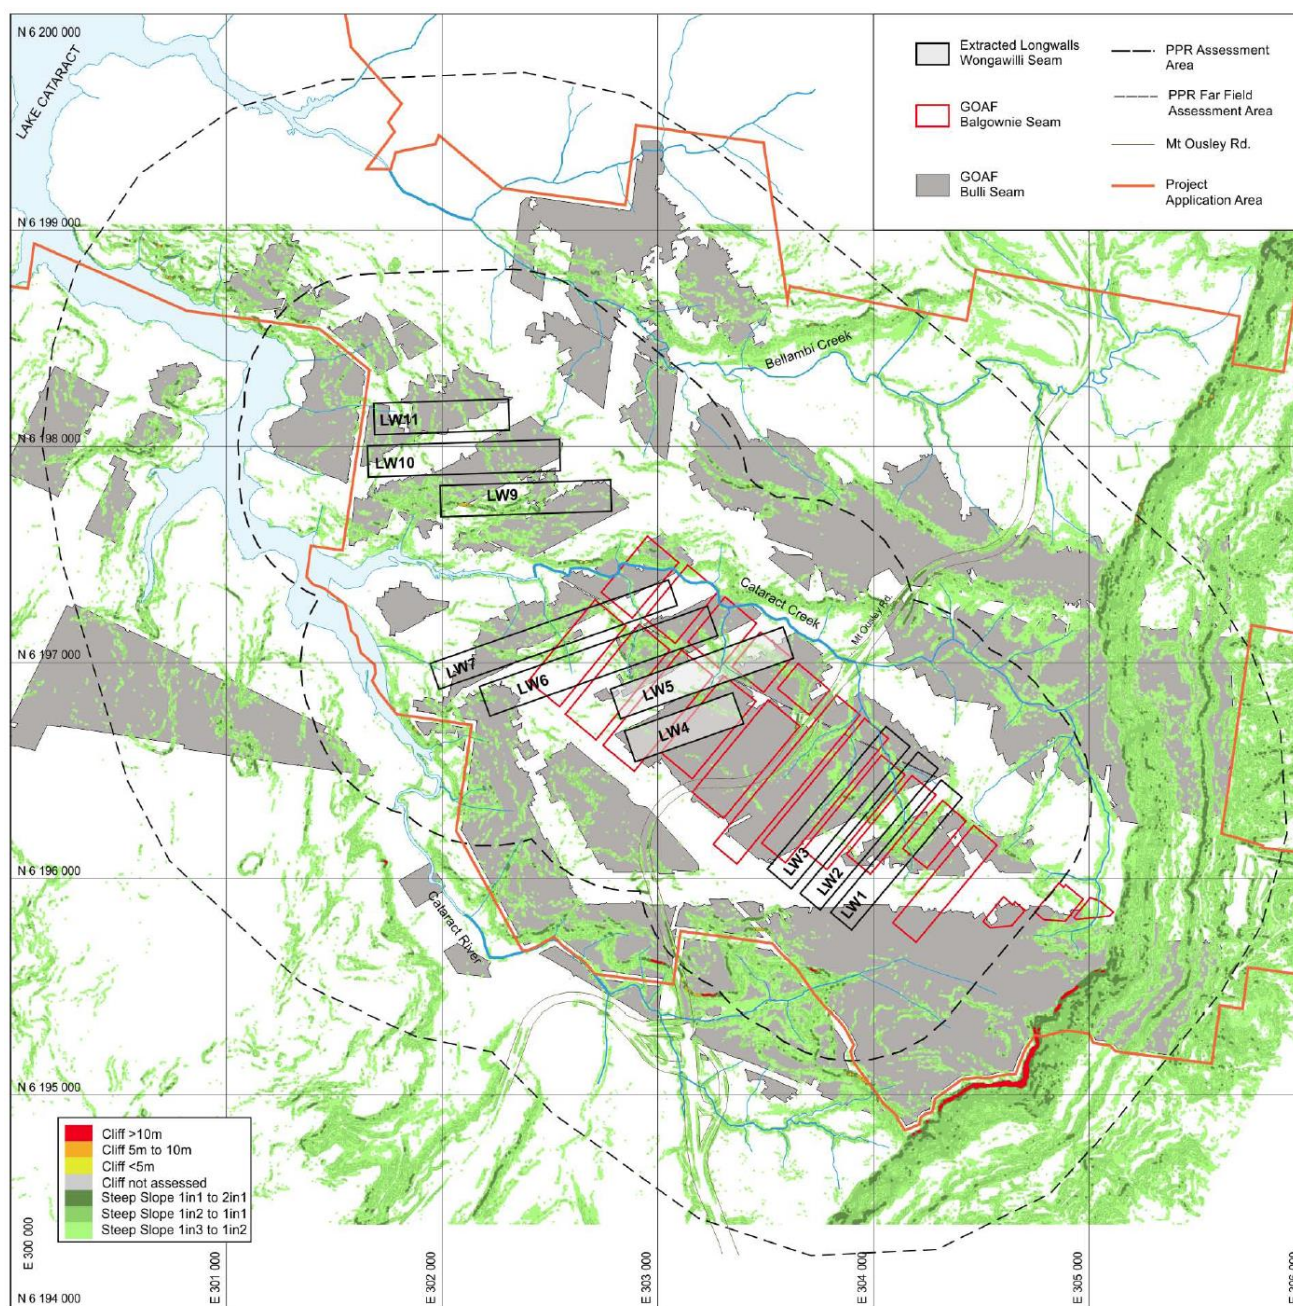 N 6 200 000
LAKE CATARACT
Extracted Longwalls
Wongawilli Seam
PPR Assessment
Area
GOAF
Balgownie Seam
PPR Far Field
Assessment Area
Mt Ousley Rd.
GOAF
Bulli Seam
Project
Application Area
N 6 199 000
Bellambi Creek
LW11
N 6 198 000
LW10
LW9
Cataract Creek
Mt Ousley Rd.
N 6 197 000
LW7
LW6
LW5
LW4
LW3
LW2
LW1
N 6 196 000
Cataract River
N 6 195 000
Cliff >10m
Cliff 5m to 10m
Cliff <5m
Cliff not assessed
Steep Slope 1in1 to 2in1
Steep Slope 1in2 to 1in1
Steep Slope 1in3 to 1in2
E 300 000
E 301 000
E 302 000
E 303 000
E 304 000
E 305 000
N 6 194 000